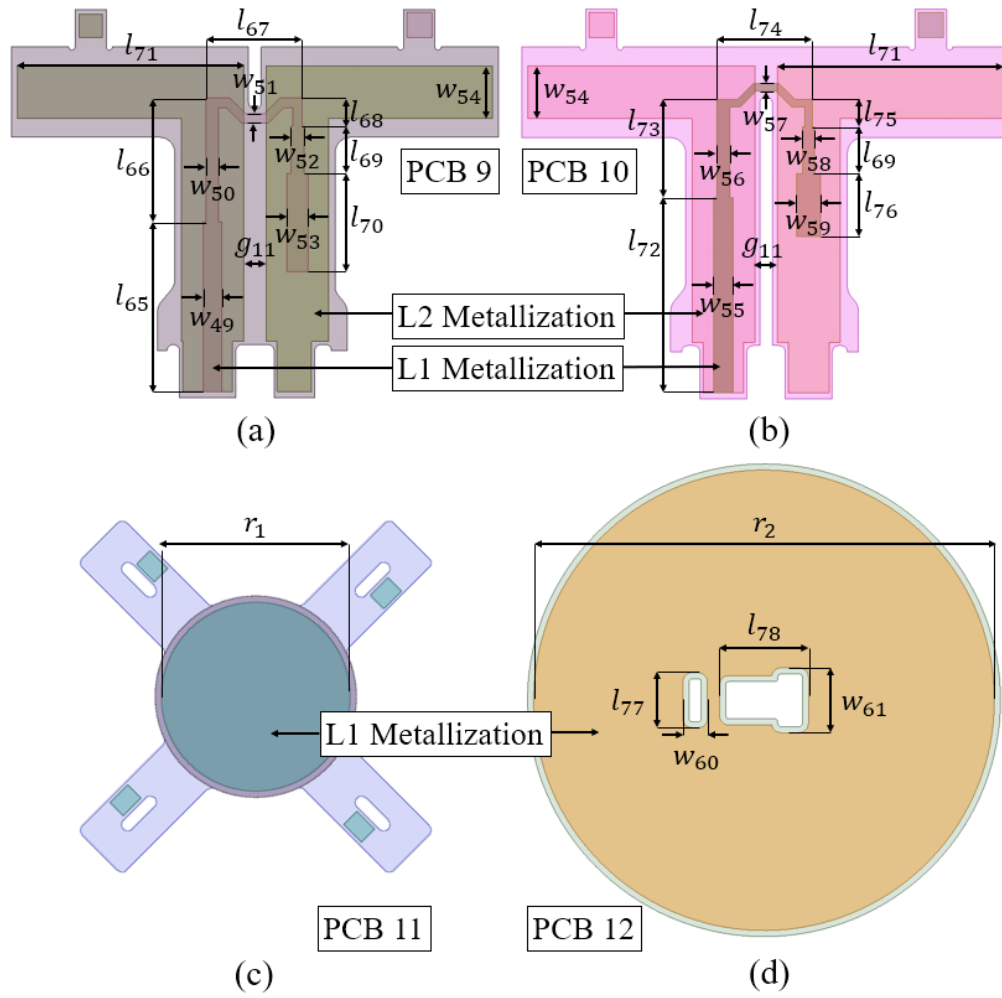 l67
l74
l71
l71
w51
w54
w54
w57
l68
l73
l75
l66
w52
l69
w58
l69
PCB 9
PCB 10
w50
w56
l70
l76
w53
w59
g11
g11
l65
l72
w49
L2 Metallization
w55
L1 Metallization
(a)
(b)
r1
r2
l78
l77
w61
L1 Metallization
w60
PCB 11
PCB 12
(c)
(d)